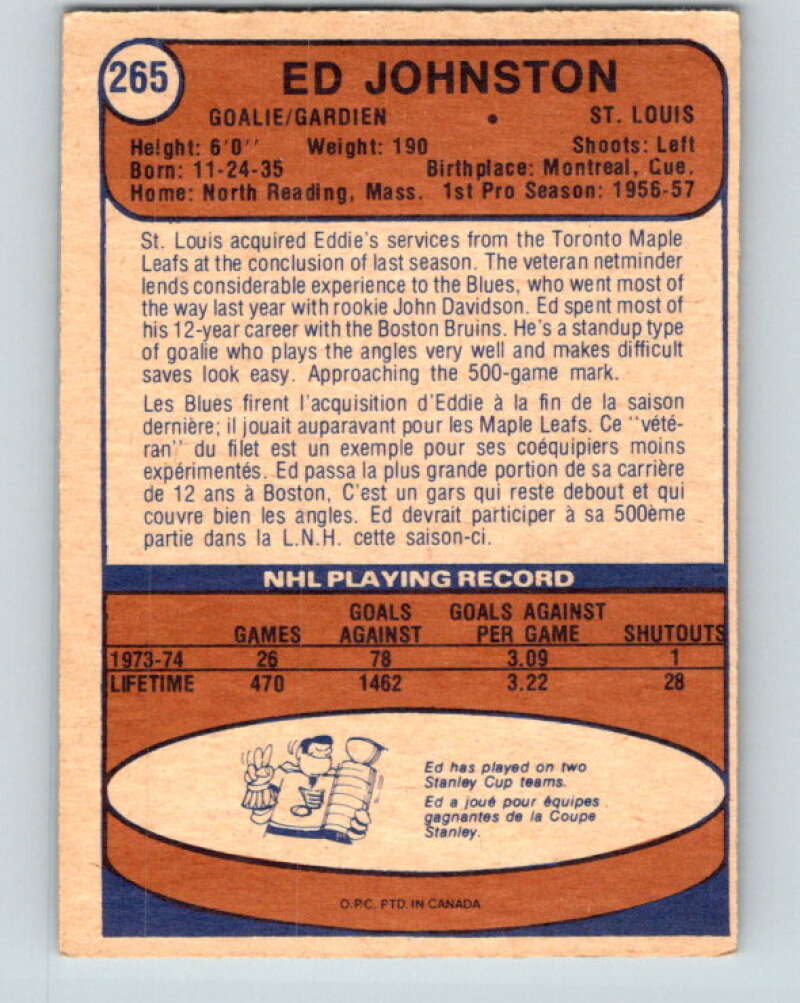 265
ED JOHNSTON
GOALIE/GARDIEN • ST. LOUIS
Height: 6'0'' Weight: 190 Shoots: Left
Born: 11-24-35 Birthplace: Montreal, Que.
Home: North Reading, Mass. 1st Pro Season: 1956-57
St. Louis acquired Eddie's services from the Toronto Maple
Leafs at the conclusion of last season. The veteran netminder
lends considerable experience to the Blues, who went most of
the way last year with rookie John Davidson. Ed spent most of
his 12-year career with the Boston Bruins. He's a standup type
of goalie who plays the angles very well and makes difficult
saves look easy. Approaching the 500-game mark.
Les Blues firent l'acquisition d'Eddie à la fin de la saison
dernière; il jouait auparavant pour les Maple Leafs. Ce ''vété-
ran'' du filet est un exemple pour ses coéquipiers moins
expérimentés. Ed passa la plus grande portion de sa carrière
de 12 ans à Boston, C'est un gars qui reste debout et qui
couvre bien les angles. Ed devrait participer à sa 500ème
partie dans la L.N.H. cette saison-ci.
NHL PLAYING RECORD
GOALS GOALS AGAINST
GAMES AGAINST PER GAME SHUTOUTS
1973-74 26 78 3.09 1
LIFETIME 470 1462 3.22 28
Ed has played on two
Stanley Cup teams.
Ed a joué pour équipes
gagnantes de la Coupe
Stanley.
O.P.C. PTD. IN CANADA